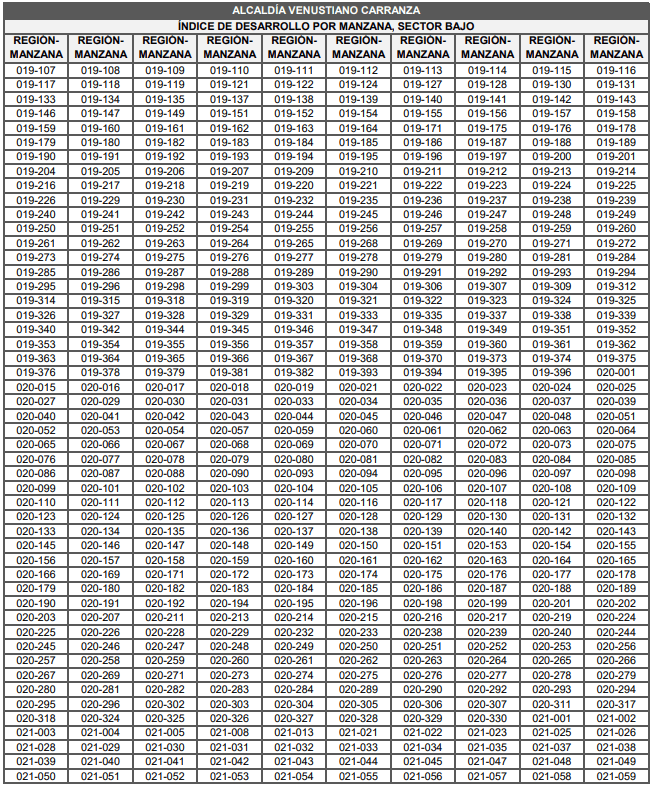 ALCALDÍA VENUSTIANO CARRANZA
ÍNDICE DE DESARROLLO POR MANZANA, SECTOR BAJO
REGIÓN-MANZANA REGIÓN-MANZANA REGIÓN-MANZANA REGIÓN-MANZANA REGIÓN-MANZANA REGIÓN-MANZANA REGIÓN-MANZANA REGIÓN-MANZANA REGIÓN-MANZANA REGIÓN-MANZANA
019-107 019-108 019-109 019-110 019-111 019-112 019-113 019-114 019-115 019-116
019-117 019-118 019-119 019-121 019-122 019-124 019-127 019-128 019-130 019-131
019-133 019-134 019-135 019-137 019-138 019-139 019-140 019-141 019-142 019-143
019-146 019-147 019-149 019-151 019-152 019-154 019-155 019-156 019-157 019-158
019-159 019-160 019-161 019-162 019-163 019-164 019-171 019-175 019-176 019-178
019-179 019-180 019-182 019-183 019-184 019-185 019-186 019-187 019-188 019-189
019-190 019-191 019-192 019-193 019-194 019-195 019-196 019-197 019-200 019-201
019-204 019-205 019-206 019-207 019-209 019-210 019-211 019-212 019-213 019-214
019-216 019-217 019-218 019-219 019-220 019-221 019-222 019-223 019-224 019-225
019-226 019-229 019-230 019-231 019-232 019-235 019-236 019-237 019-238 019-239
019-240 019-241 019-242 019-243 019-244 019-245 019-246 019-247 019-248 019-249
019-250 019-251 019-252 019-254 019-255 019-256 019-257 019-258 019-259 019-260
019-261 019-262 019-263 019-264 019-265 019-268 019-269 019-270 019-271 019-272
019-273 019-274 019-275 019-276 019-277 019-278 019-279 019-280 019-281 019-284
019-285 019-286 019-287 019-288 019-289 019-290 019-291 019-292 019-293 019-294
019-295 019-296 019-298 019-299 019-303 019-304 019-306 019-307 019-309 019-312
019-314 019-315 019-318 019-319 019-320 019-321 019-322 019-323 019-324 019-325
019-326 019-327 019-328 019-329 019-331 019-333 019-335 019-337 019-338 019-339
019-340 019-342 019-344 019-345 019-346 019-347 019-348 019-349 019-351 019-352
019-353 019-354 019-355 019-356 019-357 019-358 019-359 019-360 019-361 019-362
019-363 019-364 019-365 019-366 019-367 019-368 019-370 019-373 019-374 019-375
019-376 019-378 019-379 019-381 019-382 019-393 019-394 019-395 019-396 020-001
020-015 020-016 020-017 020-018 020-019 020-021 020-022 020-023 020-024 020-025
020-027 020-029 020-030 020-031 020-033 020-034 020-035 020-036 020-037 020-039
020-040 020-041 020-042 020-043 020-044 020-045 020-046 020-047 020-048 020-051
020-052 020-053 020-054 020-057 020-059 020-060 020-061 020-062 020-063 020-064
020-065 020-066 020-067 020-068 020-069 020-070 020-071 020-072 020-073 020-075
020-076 020-077 020-078 020-079 020-080 020-081 020-082 020-083 020-084 020-085
020-086 020-087 020-088 020-090 020-093 020-094 020-095 020-096 020-097 020-098
020-099 020-101 020-102 020-103 020-104 020-105 020-106 020-107 020-108 020-109
020-110 020-111 020-112 020-113 020-114 020-116 020-117 020-118 020-121 020-122
020-123 020-124 020-125 020-126 020-127 020-128 020-129 020-130 020-131 020-132
020-133 020-134 020-135 020-136 020-137 020-138 020-139 020-140 020-142 020-143
020-145 020-146 020-147 020-148 020-149 020-150 020-151 020-153 020-154 020-155
020-156 020-157 020-158 020-159 020-160 020-161 020-162 020-163 020-164 020-165
020-166 020-169 020-171 020-172 020-173 020-174 020-175 020-176 020-177 020-178
020-179 020-180 020-182 020-183 020-184 020-185 020-186 020-187 020-188 020-189
020-190 020-191 020-192 020-194 020-195 020-196 020-198 020-199 020-201 020-202
020-203 020-207 020-211 020-213 020-214 020-215 020-216 020-217 020-219 020-224
020-225 020-226 020-228 020-229 020-232 020-233 020-238 020-239 020-240 020-244
020-245 020-246 020-247 020-248 020-249 020-250 020-251 020-252 020-253 020-256
020-257 020-258 020-259 020-260 020-261 020-262 020-263 020-264 020-265 020-266
020-267 020-269 020-271 020-273 020-274 020-275 020-276 020-277 020-278 020-279
020-280 020-281 020-282 020-283 020-284 020-289 020-290 020-292 020-293 020-294
020-295 020-296 020-302 020-303 020-304 020-305 020-306 020-307 020-311 020-317
020-318 020-324 020-325 020-326 020-327 020-328 020-329 020-330 021-001 021-002
021-003 021-004 021-005 021-008 021-013 021-021 021-022 021-023 021-025 021-026
021-028 021-029 021-030 021-031 021-032 021-033 021-034 021-035 021-037 021-038
021-039 021-040 021-041 021-042 021-043 021-044 021-045 021-047 021-048 021-049
021-050 021-051 021-052 021-053 021-054 021-055 021-056 021-057 021-058 021-059